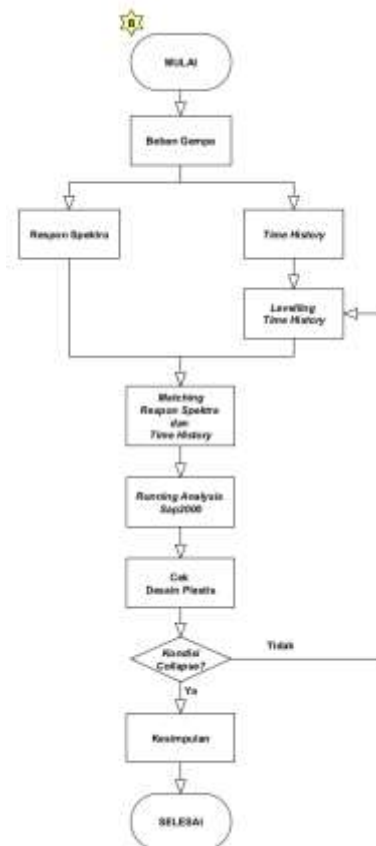 B
MULAI
Beban Gempa
Respon Spektra
Time History
Levelling
Time History
Matching
Respon Spektra
dan
Time History
Running Analysis
Sap2000
Cek
Desain Plastis
Kondisi
Collapse?
Tidak
Ya
Kesimpulan
SELESAI